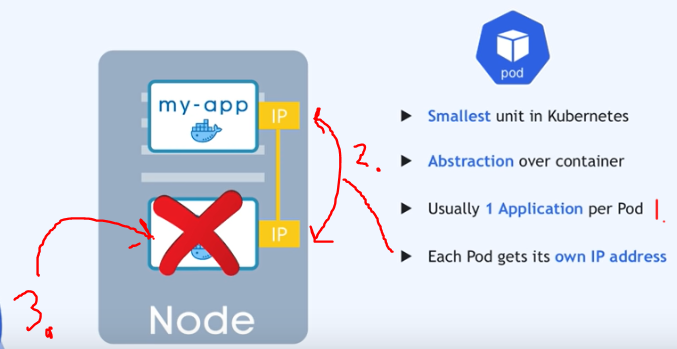 pod
my-app
IP
2.
IP
3.
Node
Smallest unit in Kubernetes
Abstraction over container
Usually 1 Application per Pod 1.
Each Pod gets its own IP address